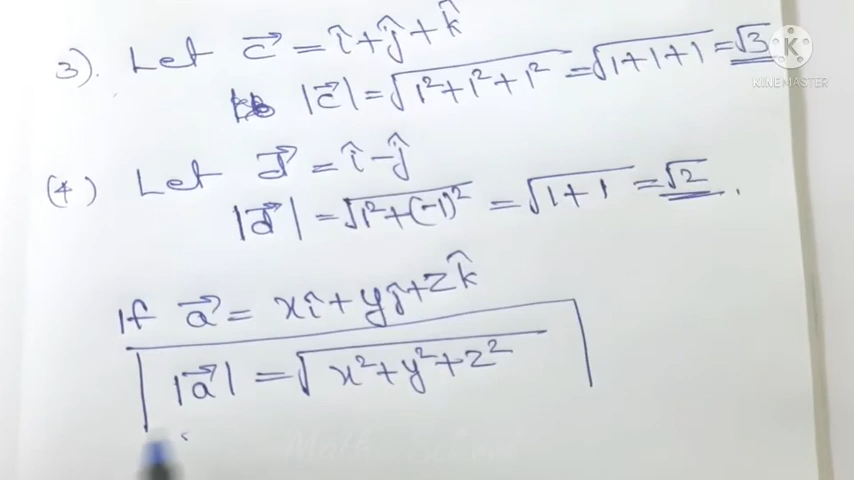 3). Let c⃗ = î+ĵ+k̂
|c⃗| = √1²+1²+1² = √1+1+1 = √3
(4) Let d⃗ = î-ĵ
|d⃗| = √1²+(-1)² = √1+1 = √2.
If a⃗ = xî+yĵ+zk̂
|a⃗| = √x²+y²+z²
K
KINEMASTER